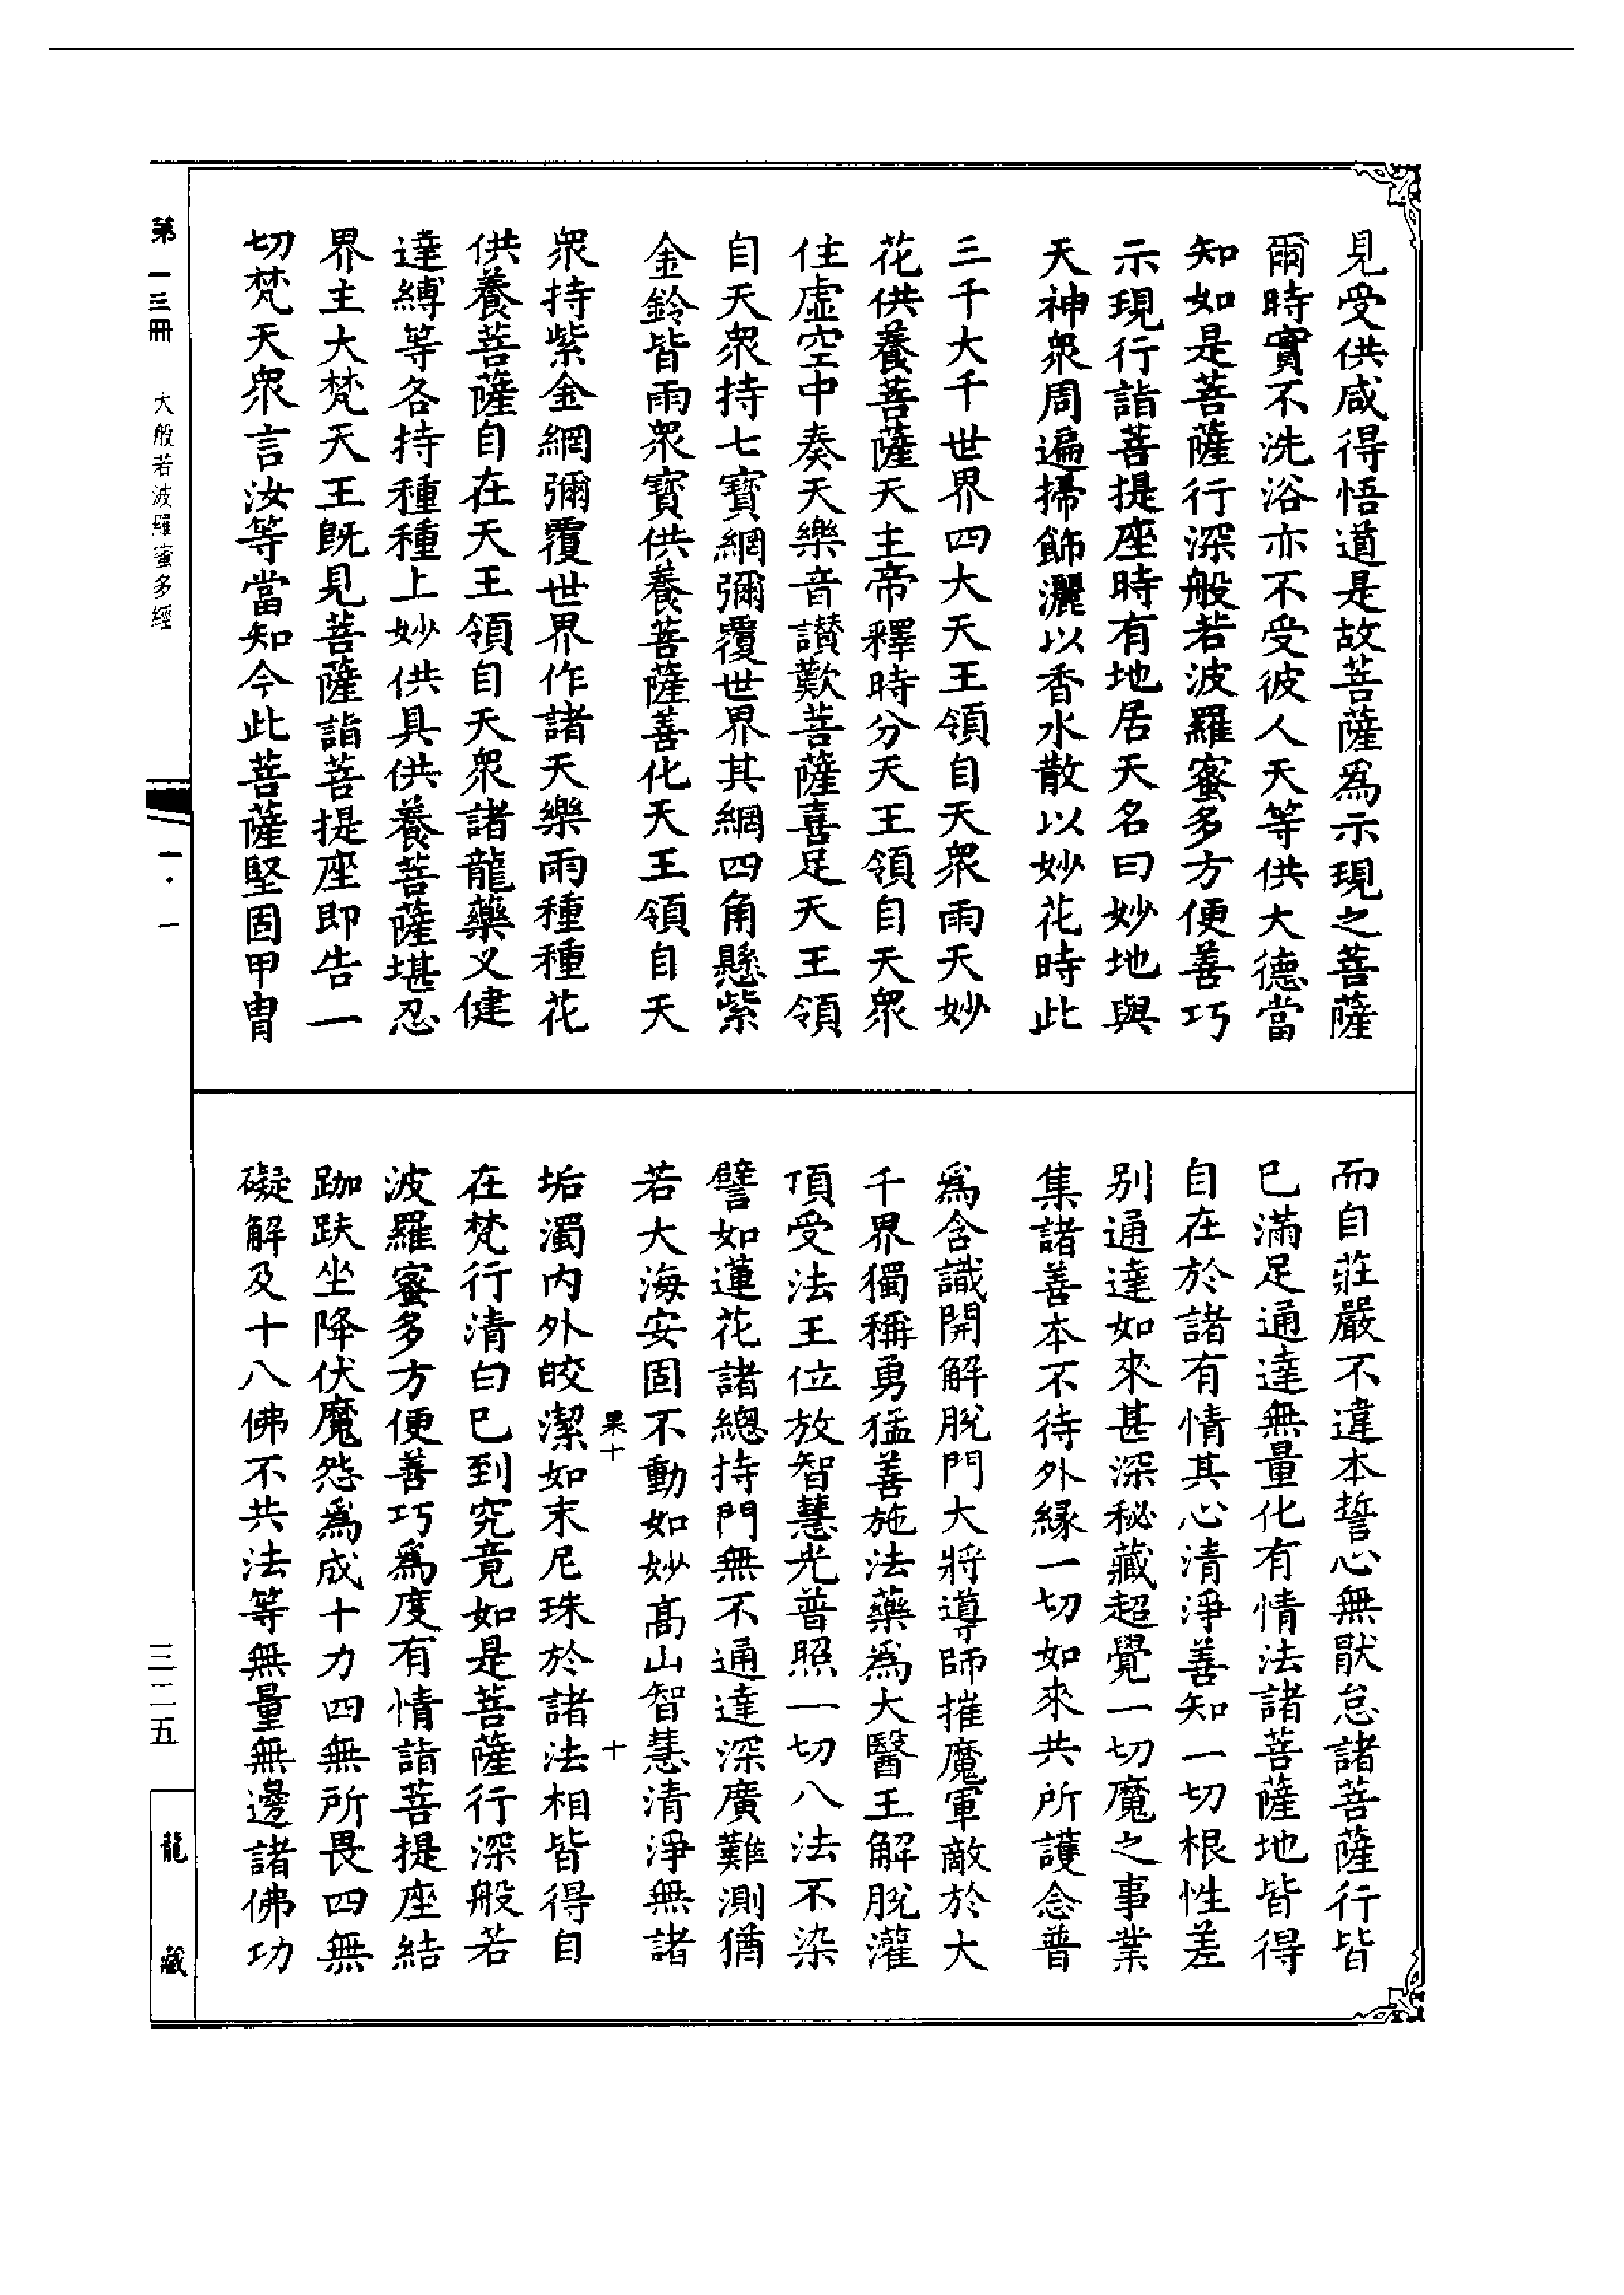 見受供咸得悟道是故菩薩爲示現之菩薩
爾時實不洗浴亦不受彼人天等供大德當
知如是菩薩行深般若波羅蜜多方便善巧
示現行詣菩提座時有地居天名曰妙地與
天神衆周遍掃飾灑以香水散以妙花時此
三千大千世界四大天王領自天衆雨天妙
花供養菩薩天主帝釋時分天王領自天衆
住虛空中奏天樂音讃歎菩薩喜足天王領
自天衆持七寶網彌覆世界其網四角懸紫
金鈴皆雨衆寶供養菩薩善化天王領自天
衆持紫金網彌覆世界作諸天樂雨種種花
供養菩薩自在天王領自天衆諸龍藥叉健
達縛等各持種種上妙供具供養菩薩堪忍
界主大梵天王旣見菩薩詣菩提座即告一
切梵天衆言汝等當知今此菩薩堅固甲冑
而自莊嚴不違本誓心無猒怠諸菩薩行皆
已滿足通達無量化有情法諸菩薩地皆得
自在於諸有情其心清淨善知一切根性差
別通達如來甚深秘藏超覺一切魔之事業
集諸善本不待外緣一切如來共所護念普
爲含識開解脫門大將導師摧魔軍敵於大
千界獨稱勇猛善施法藥爲大醫王解脫灌
頂受法王位放智慧光普照一切八法不染
譬如蓮花諸總持門無不通達深廣難測猶
若大海安固不動如妙高山智慧清淨無諸
果十 十
垢濁內外皎潔如末尼珠於諸法相皆得自
在梵行清白已到究竟如是菩薩行深般若
波羅蜜多方便善巧爲度有情詣菩提座結
跏趺坐降伏魔怨爲成十力四無所畏四無
礙解及十八佛不共法等無量無邊諸佛功
第一三冊 大般若波羅蜜多經 一·一 三二五 龍藏